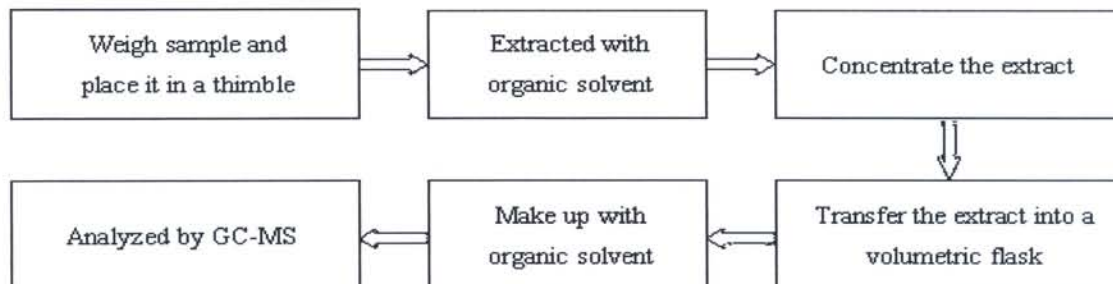 Weigh sample and
place it in a thimble
Extracted with
organic solvent
Concentrate the extract
Transfer the extract into a
volumetric flask
Make up with
organic solvent
Analyzed by GC-MS